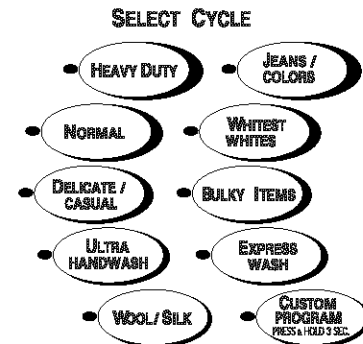 SELECT CYCLE
HEAVY DUTY
JEANS /
COLORS
NORMAL
WHITEST
WHITES
DELICATE /
CASUAL
BULKY ITEMS
ULTRA
HANDWASH
EXPRESS
WASH
WOOL/ SILK
CUSTOM
PROGRAM
PRESS & HOLD 3 SEC.